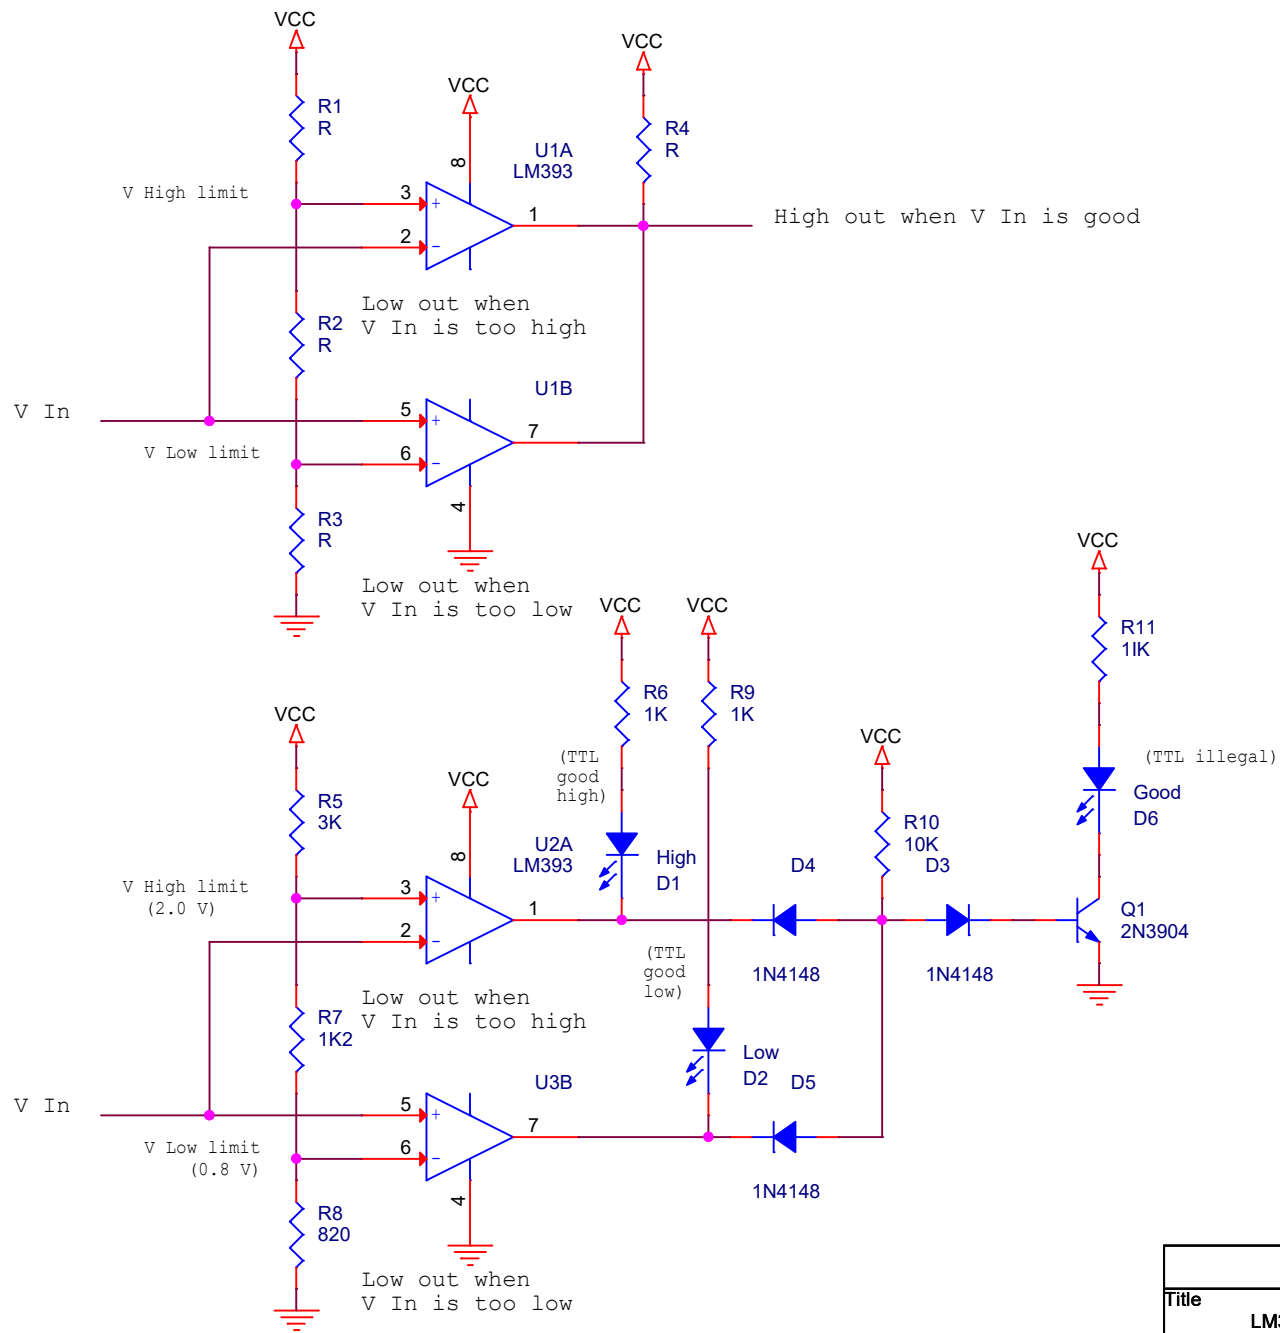 VCC
R1
R
V High limit
VCC
8
U1A
LM393
3
2
+
-
1
VCC
R4
R
High out when V In is good
Low out when
V In is too high
R2
R
U1B
V In
V Low limit
5
6
+
-
7
4
R3
R
Low out when
V In is too low
VCC
R6
1K
(TTL
good
high)
VCC
R9
1K
VCC
R11
1IK
(TTL illegal)
Good
D6
VCC
R5
3K
V High limit
(2.0 V)
VCC
8
U2A
LM393
3
2
+
-
1
High
D1
D4
1N4148
VCC
R10
10K
D3
1N4148
Q1
2N3904
(TTL
good
low)
Low out when
V In is too high
R7
1K2
U3B
Low
D2
D5
1N4148
V In
V Low limit
(0.8 V)
5
6
+
-
7
4
R8
820
Low out when
V In is too low
Title